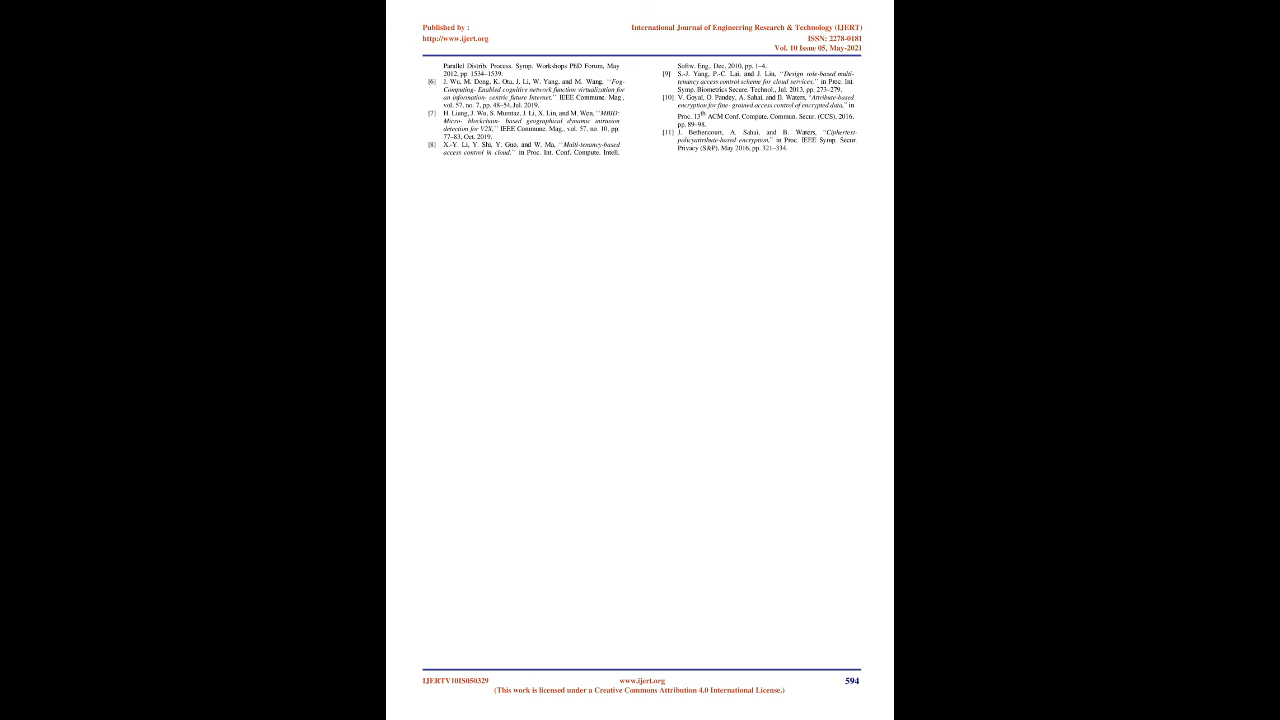 Published by :
http://www.ijert.org
International Journal of Engineering Research & Technology (IJERT)
ISSN: 2278-0181
Vol. 10 Issue 05, May-2021
Parallel Distrib. Process. Symp. Workshops PhD Forum, May
2012, pp. 1534–1539.
[6] J. Wu, M. Dong, K. Ota, J. Li, W. Yang, and M. Wang, ‘‘Fog-
Computing- Enabled cognitive network function virtualization for
an information- centric future Internet,’’ IEEE Commune. Mag.,
vol. 57, no. 7, pp. 48–54, Jul. 2019.
[7] H. Liang, J. Wu, S. Mumtaz, J. Li, X. Lin, and M. Wen, ‘‘MBID:
Micro- blockchain- based geographical dynamic intrusion
detection for V2X,’’ IEEE Commune. Mag., vol. 57, no. 10, pp.
77–83, Oct. 2019.
[8] X.-Y. Li, Y. Shi, Y. Guo, and W. Ma, ‘‘Multi-tenancy-based
access control in cloud,’’ in Proc. Int. Conf. Compute. Intell.
Softw. Eng., Dec. 2010, pp. 1–4.
[9] S.-J. Yang, P.-C. Lai, and J. Lin, ‘‘Design role-based multi-
tenancy access control scheme for cloud services,’’ in Proc. Int.
Symp. Biometrics Secure. Technol., Jul. 2013, pp. 273–279.
[10] V. Goyal, O. Pandey, A. Sahai, and B. Waters, “Attribute-based
encryption for fine- grained access control of encrypted data,” in
Proc. 13th ACM Conf. Compute. Commun. Secur. (CCS), 2016,
pp. 89–98.
[11] J. Bethencourt, A. Sahai, and B. Waters, “Ciphertext-
policyattribute-based encryption,” in Proc. IEEE Symp. Secur.
Privacy (S&P), May 2016, pp. 321–334.
IJERTV10IS050329
www.ijert.org
594
(This work is licensed under a Creative Commons Attribution 4.0 International License.)